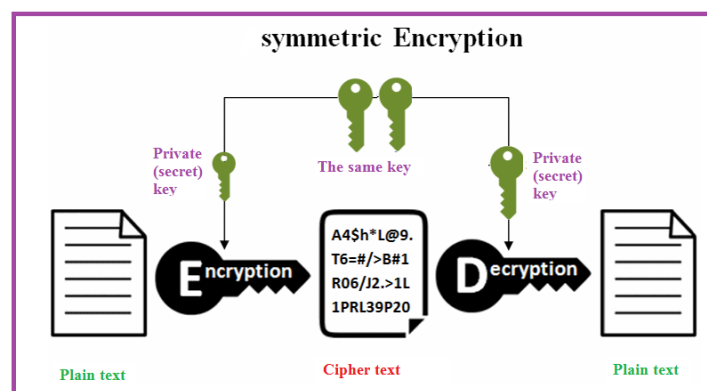 symmetric Encryption
Private
(secret)
key
The same key
Private
(secret)
key
A4$h*L@9.
T6=#/>B#1
R06/J2.>1L
1PRL39P20
Encryption
Decryption
Plain text
Cipher text
Plain text